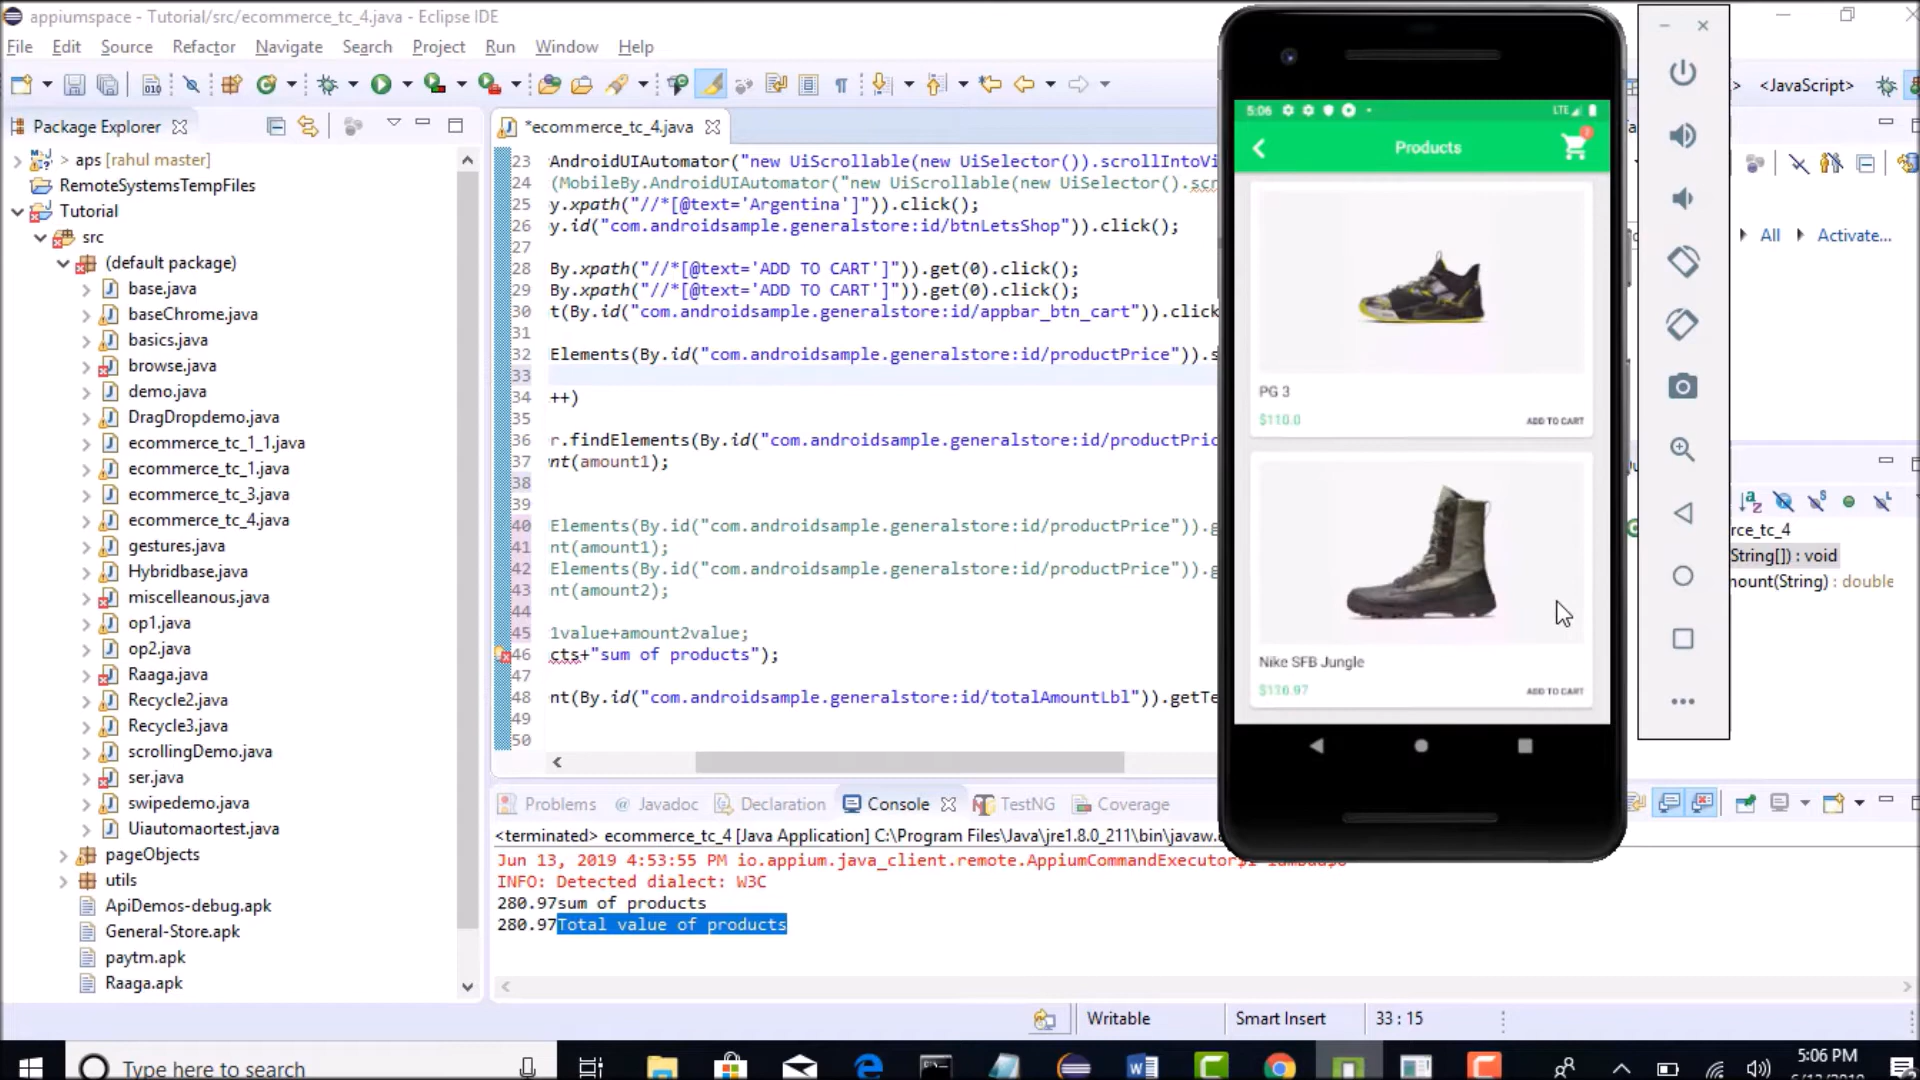 appiumspace - Tutorial/src/ecommerce_tc_4.java - Eclipse IDE
File Edit Source Refactor Navigate Search Project Run Window Help
<JavaScript>
Package Explorer
> aps [rahul master]
RemoteSystemsTempFiles
Tutorial
src
(default package)
base.java
baseChrome.java
basics.java
browse.java
demo.java
DragDropdemo.java
ecommerce_tc_1_1.java
ecommerce_tc_1.java
ecommerce_tc_3.java
ecommerce_tc_4.java
gestures.java
Hybridbase.java
miscelleanous.java
op1.java
op2.java
Raaga.java
Recycle2.java
Recycle3.java
scrollingDemo.java
ser.java
swipedemo.java
Uiautomaortest.java
pageObjects
utils
ApiDemos-debug.apk
General-Store.apk
paytm.apk
Raaga.apk
*ecommerce_tc_4.java
23 AndroidUIAutomator("new UiScrollable(new UiSelector()).scrollIntoVi
24 (MobileBy.AndroidUIAutomator("new UiScrollable(new UiSelector().scr
25 y.xpath("//*[@text='Argentina']")).click();
26 y.id("com.androidsample.generalstore:id/btnLetsShop")).click();
27
28 By.xpath("//*[@text='ADD TO CART']")).get(0).click();
29 By.xpath("//*[@text='ADD TO CART']")).get(0).click();
30 t(By.id("com.androidsample.generalstore:id/appbar_btn_cart")).click
31
32 Elements(By.id("com.androidsample.generalstore:id/productPrice")).s
33
34 ++)
35
36 r.findElements(By.id("com.androidsample.generalstore:id/productPric
37 nt(amount1);
38
39
40 Elements(By.id("com.androidsample.generalstore:id/productPrice")).g
41 nt(amount1);
42 Elements(By.id("com.androidsample.generalstore:id/productPrice")).g
43 nt(amount2);
44
45 1value+amount2value;
46 cts+"sum of products");
47
48 nt(By.id("com.androidsample.generalstore:id/totalAmountLbl")).getTe
49
50
5:06 LTE
Products
PG 3
$110.0 ADD TO CART
Nike SFB Jungle
$170.97 ADD TO CART
All Activate...
rce_tc_4
String[]) : void
nount(String) : double
Problems @ Javadoc Declaration Console TestNG Coverage
<terminated> ecommerce_tc_4 [Java Application] C:\Program Files\Java\jre1.8.0_211\bin\javaw.
Jun 13, 2019 4:53:55 PM io.appium.java_client.remote.AppiumCommandExecutor$1
INFO: Detected dialect: W3C
280.97sum of products
280.97Total value of products
Writable Smart Insert 33 : 15
Type here to search
5:06 PM